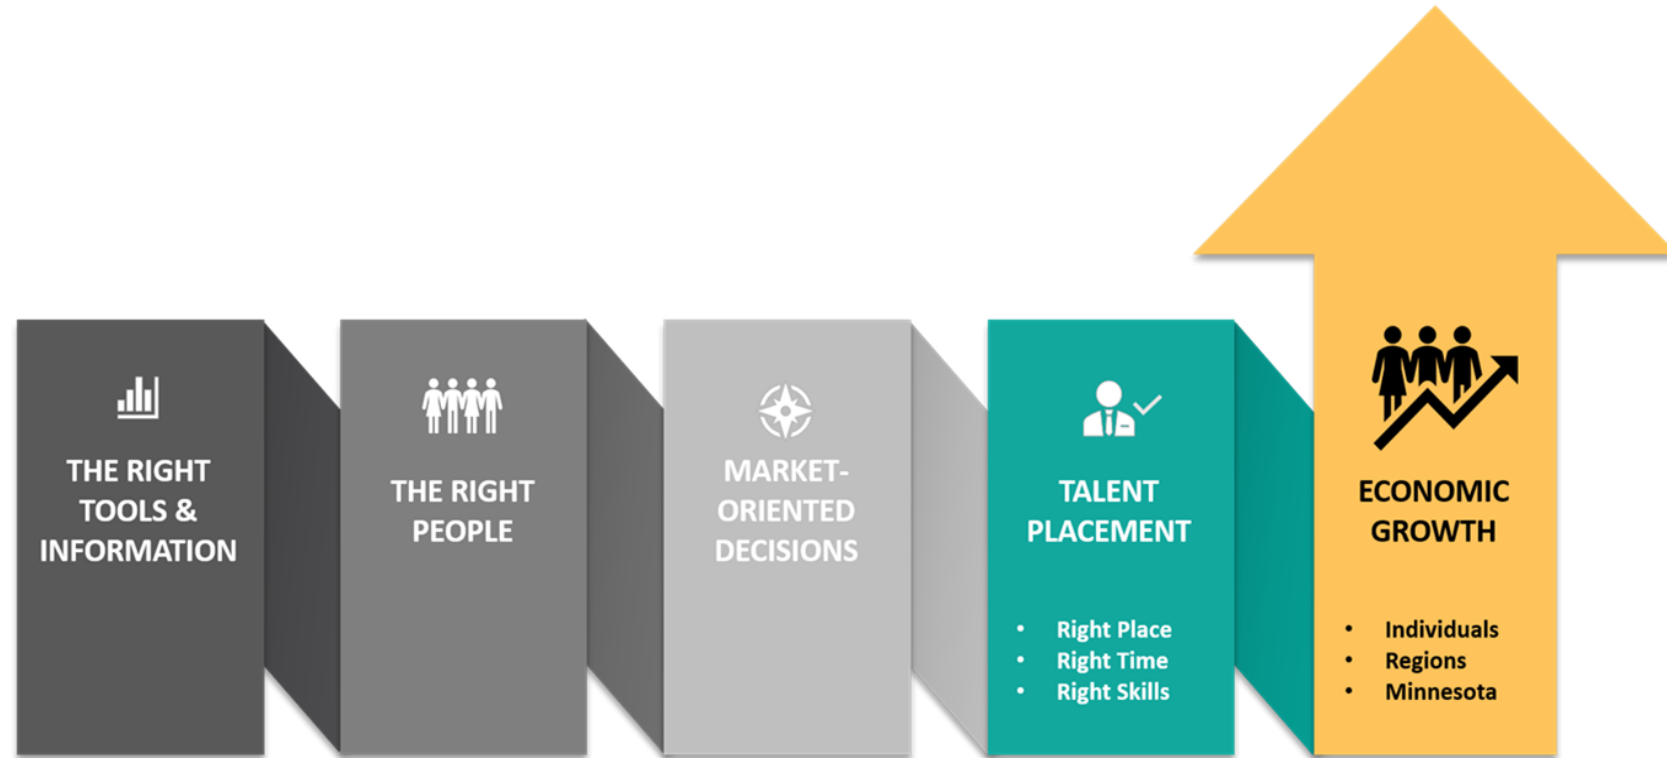 THE RIGHT
TOOLS &
INFORMATION
THE RIGHT
PEOPLE
MARKET-
ORIENTED
DECISIONS
TALENT
PLACEMENT
• Right Place
• Right Time
• Right Skills
ECONOMIC
GROWTH
• Individuals
• Regions
• Minnesota